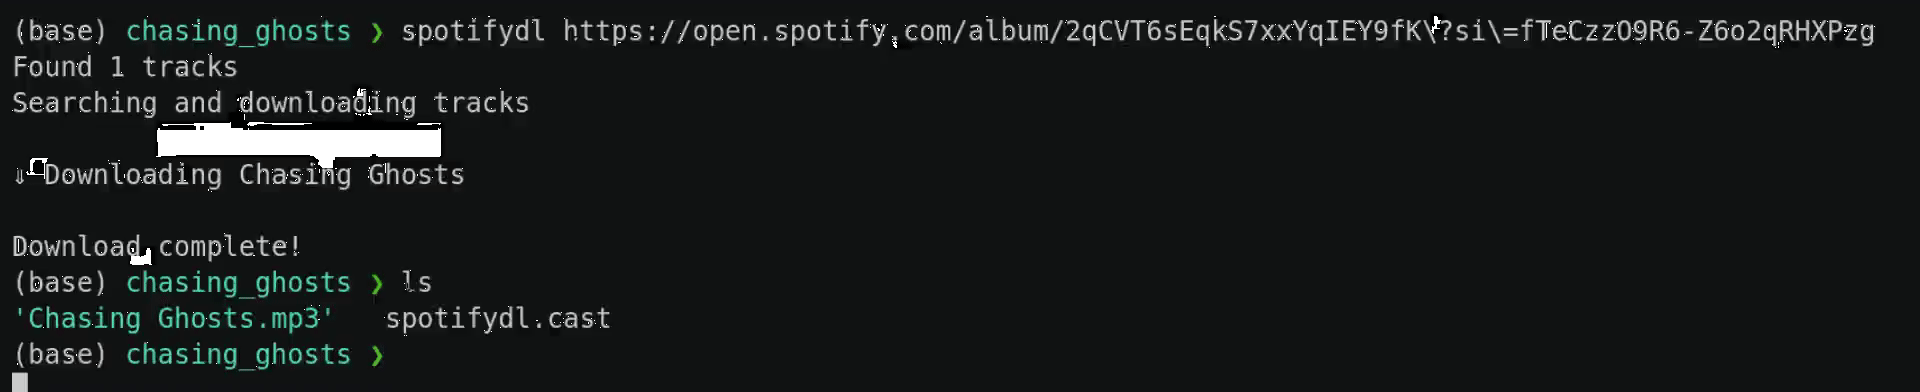 (base) chasing_ghosts ❯ spotifydl https://open.spotify.com/album/2qCVT6sEqkS7xxYqIEY9fK\?si\=fTeCzzO9R6-Z6o2qRHXPzg
Found 1 tracks
Searching and downloading tracks
⇓ Downloading Chasing Ghosts
Download complete!
(base) chasing_ghosts ❯ ls
'Chasing Ghosts.mp3'   spotifydl.cast
(base) chasing_ghosts ❯